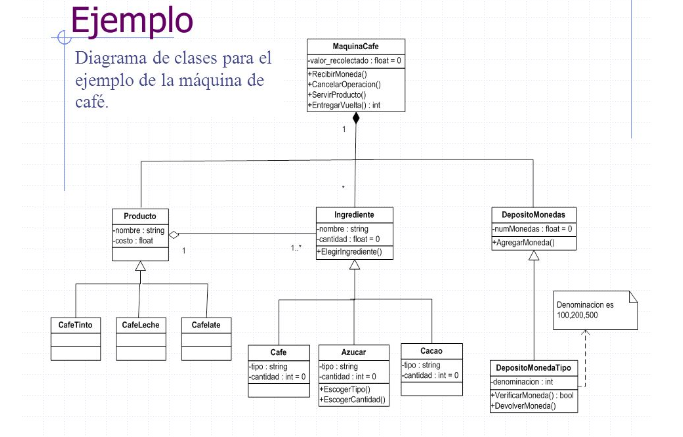 Ejemplo
Diagrama de clases para el
ejemplo de la máquina de
café.
MaquinaCafe
-valor_recolectado : float = 0
+RecibirMoneda()
+CancelarOperacion()
+ServirProducto()
+EntregarVuelta() : int
1
*
Producto
-nombre : string
-costo : float
1
1..*
Ingrediente
-nombre : string
-cantidad : float = 0
+ElegirIngrediente()
DepositoMonedas
-numMonedas : float = 0
+AgregarMoneda()
CafeTinto
CafeLeche
Cafelate
Cafe
-tipo : string
-cantidad : int = 0
Azucar
-tipo : string
-cantidad : int = 0
+EscogerTipo()
+EscogerCantidad()
Cacao
-tipo : string
-cantidad : int = 0
Denominacion es
100,200,500
DepositoMonedaTipo
-denominacion : int
+VerificarMoneda() : bool
+DevolverMoneda()